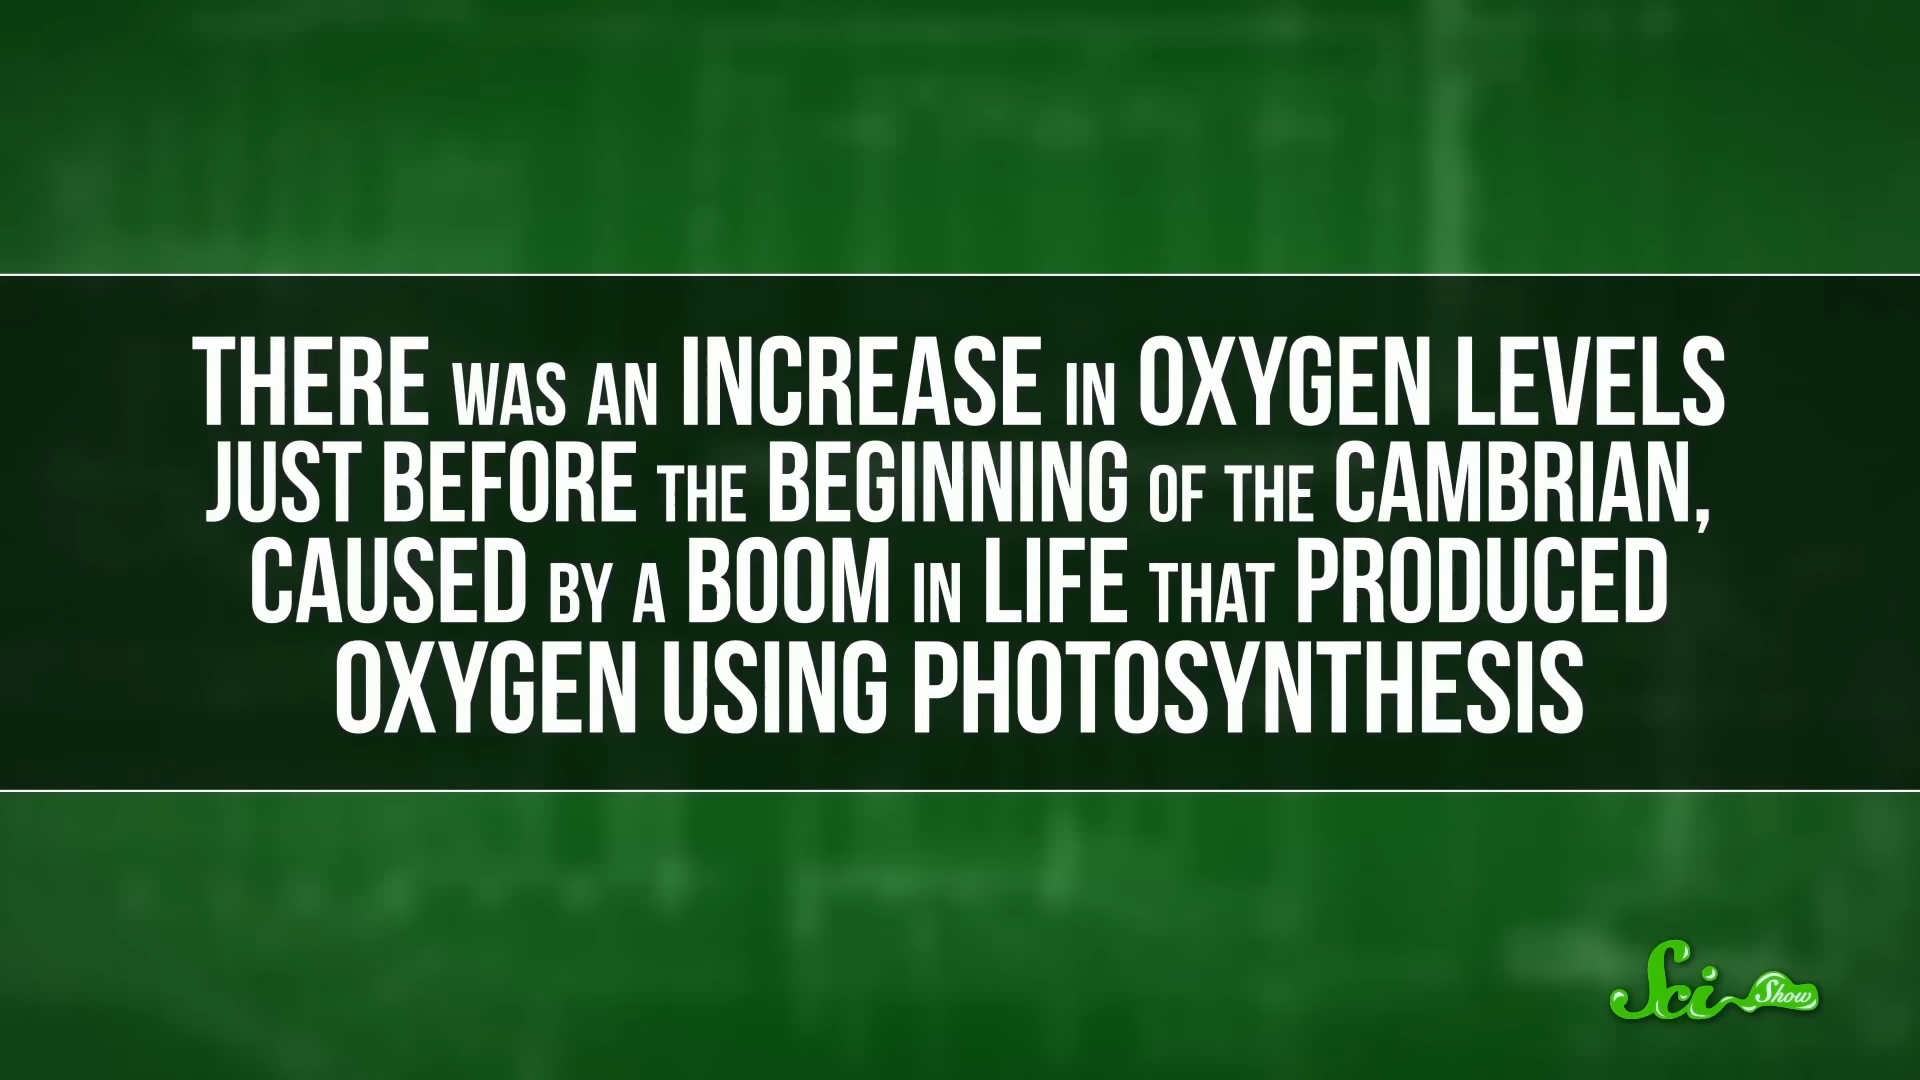 THERE WAS AN INCREASE IN OXYGEN LEVELS
JUST BEFORE THE BEGINNING OF THE CAMBRIAN,
CAUSED BY A BOOM IN LIFE THAT PRODUCED
OXYGEN USING PHOTOSYNTHESIS
Sci Show